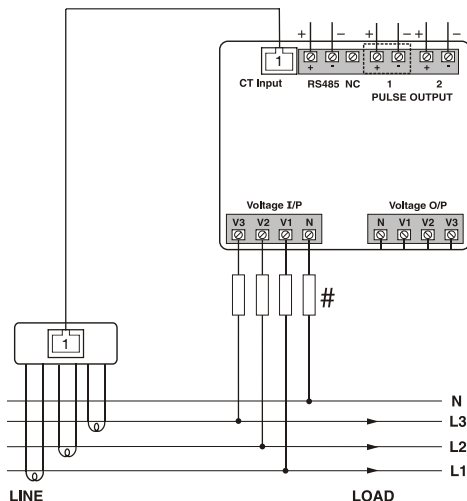 + − + − + −
1
+ - + - + -
CT Input RS485 NC 1 2
PULSE OUTPUT
Voltage I/P Voltage O/P
V3 V2 V1 N N V1 V2 V3
#
1
N
L3
L2
L1
LINE LOAD